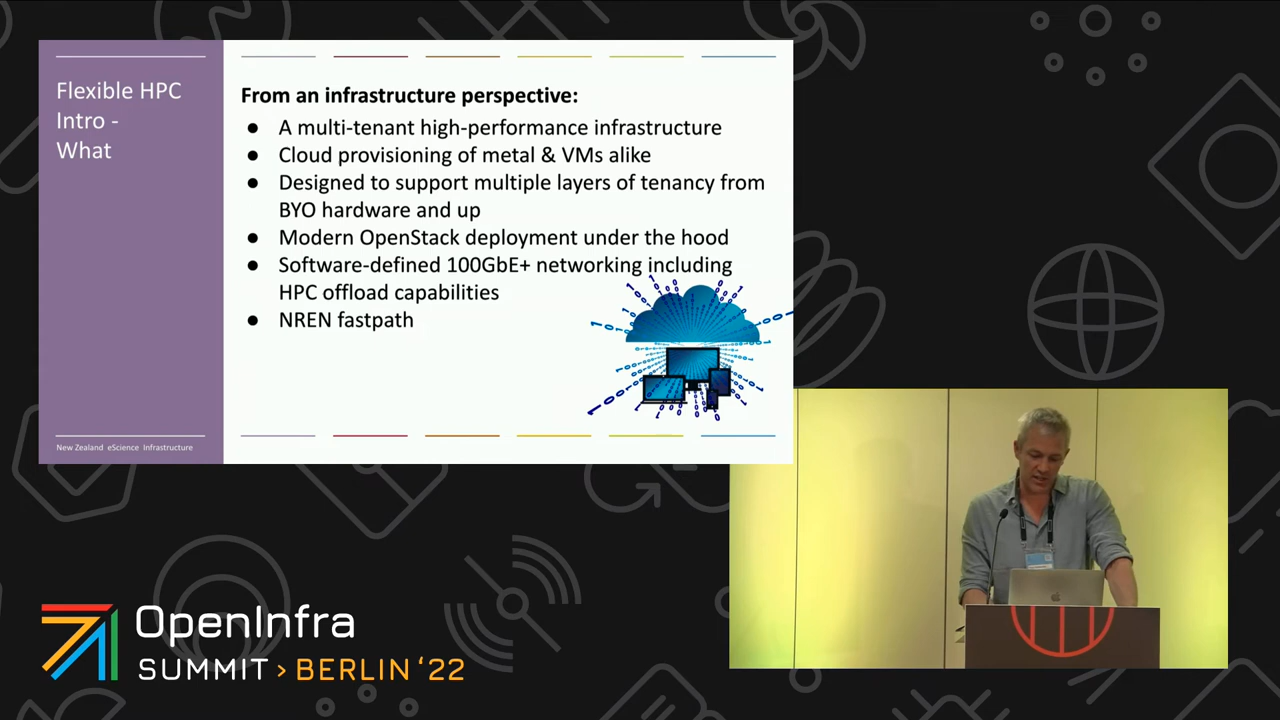 Flexible HPC
Intro -
What
New Zealand eScience Infrastructure
From an infrastructure perspective:
● A multi-tenant high-performance infrastructure
● Cloud provisioning of metal & VMs alike
● Designed to support multiple layers of tenancy from
BYO hardware and up
● Modern OpenStack deployment under the hood
● Software-defined 100GbE+ networking including
HPC offload capabilities
● NREN fastpath
OpenInfra
SUMMIT > BERLIN '22